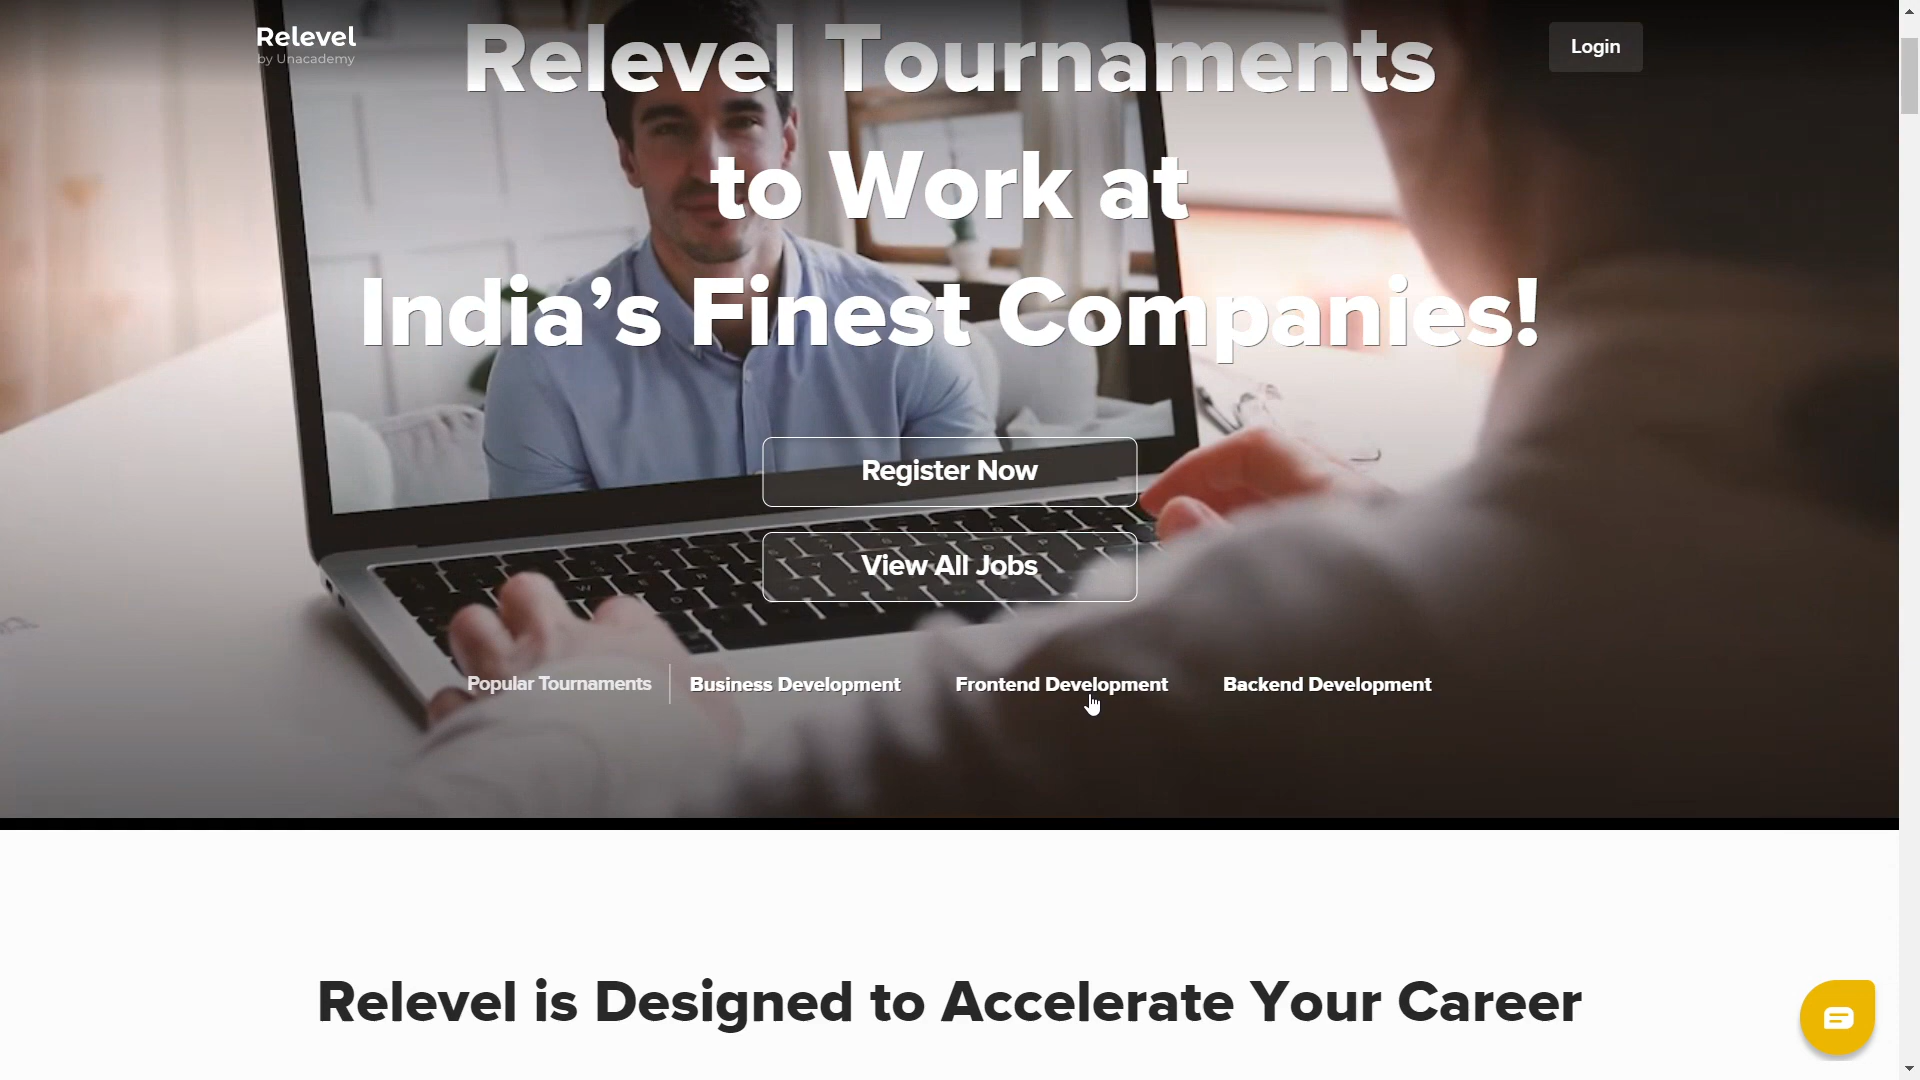 Relevel
by Unacademy
Login
Relevel Tournaments
to Work at
India’s Finest Companies!
Register Now
View All Jobs
Popular Tournaments
Business Development
Frontend Development
Backend Development
Relevel is Designed to Accelerate Your Career